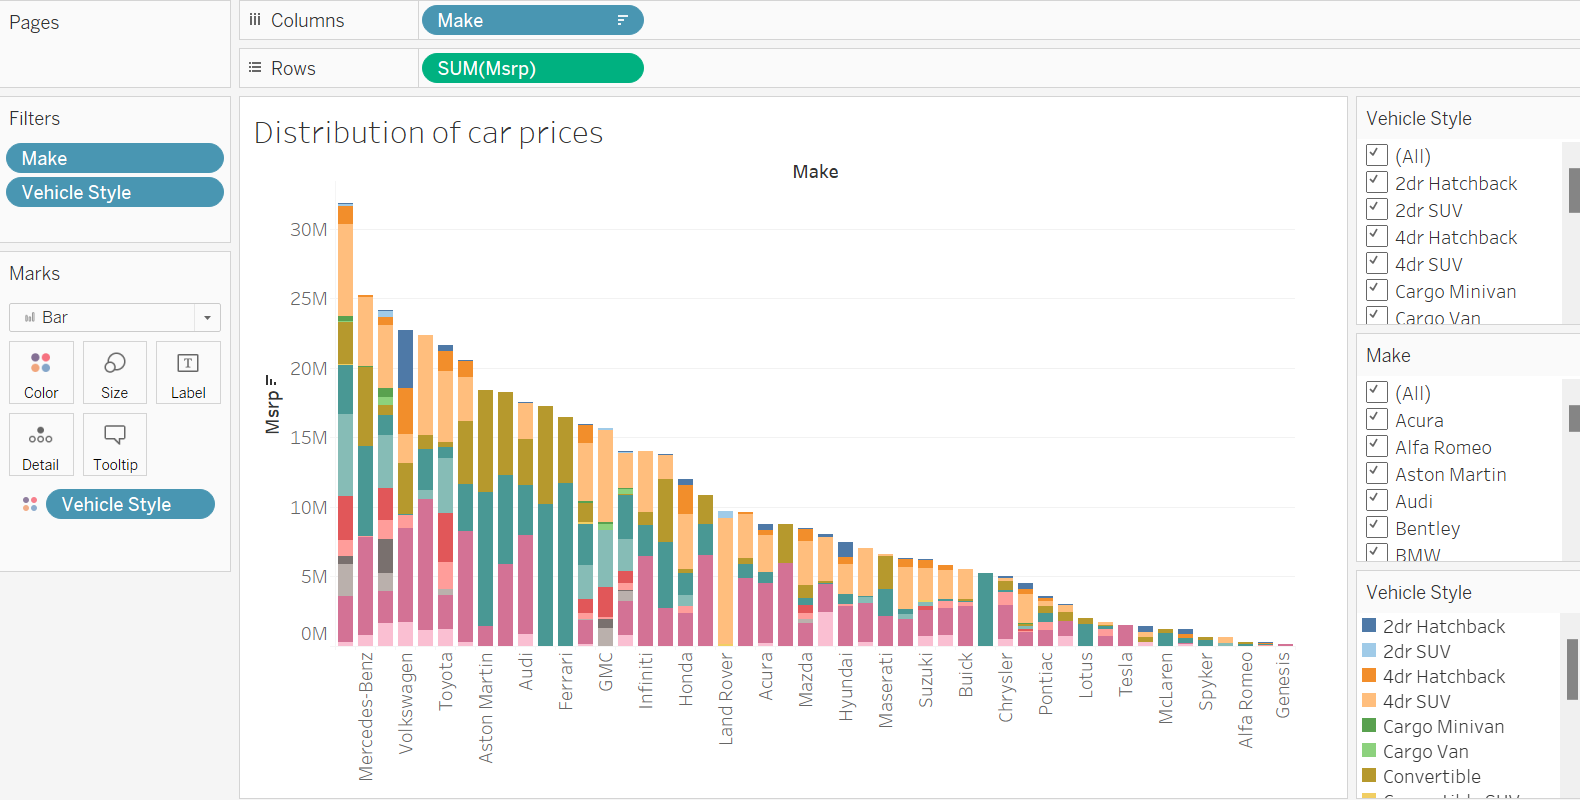 Pages
Columns
Make
Rows
SUM(Msrp)
Filters
Make
Vehicle Style
Marks
Bar
Color
Size
Label
Detail
Tooltip
Vehicle Style
Distribution of car prices
Make
Msrp
30M
25M
20M
15M
10M
5M
0M
Mercedes-Benz
Volkswagen
Toyota
Aston Martin
Audi
Ferrari
GMC
Infiniti
Honda
Land Rover
Acura
Mazda
Hyundai
Maserati
Suzuki
Buick
Chrysler
Pontiac
Lotus
Tesla
McLaren
Spyker
Alfa Romeo
Genesis
Vehicle Style
(All)
2dr Hatchback
2dr SUV
4dr Hatchback
4dr SUV
Cargo Minivan
Cargo Van
Make
(All)
Acura
Alfa Romeo
Aston Martin
Audi
Bentley
BMW
Vehicle Style
2dr Hatchback
2dr SUV
4dr Hatchback
4dr SUV
Cargo Minivan
Cargo Van
Convertible